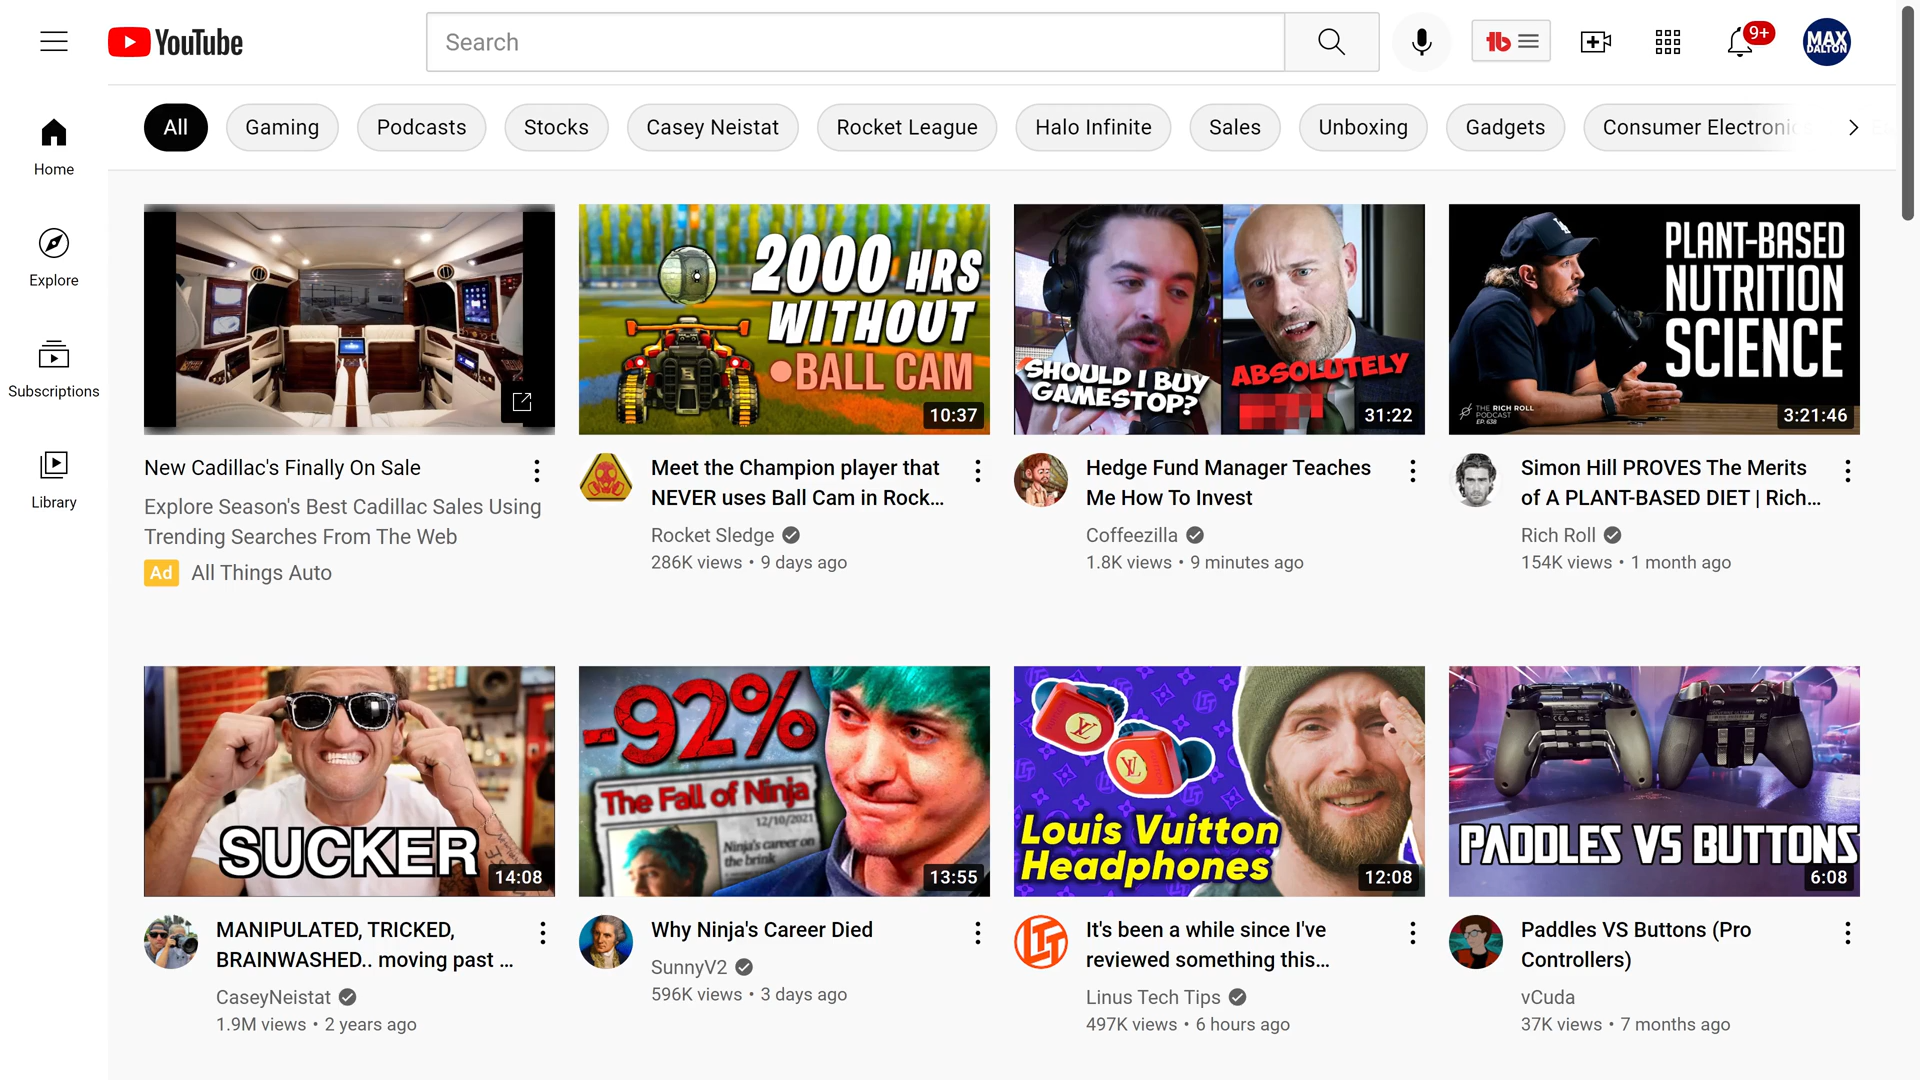 YouTube
Search
9+
MAX
DALTON
Home
Explore
Subscriptions
Library
All
Gaming
Podcasts
Stocks
Casey Neistat
Rocket League
Halo Infinite
Sales
Unboxing
Gadgets
Consumer Electronic
2000 HRS
WITHOUT
BALL CAM
10:37
SHOULD I BUY
GAMESTOP?
ABSOLUTELY
31:22
PLANT-BASED
NUTRITION
SCIENCE
THE RICH ROLL
PODCAST
EP. 638
3:21:46
New Cadillac's Finally On Sale
Explore Season's Best Cadillac Sales Using
Trending Searches From The Web
Ad All Things Auto
Meet the Champion player that
NEVER uses Ball Cam in Rock...
Rocket Sledge
286K views • 9 days ago
Hedge Fund Manager Teaches
Me How To Invest
Coffeezilla
1.8K views • 9 minutes ago
Simon Hill PROVES The Merits
of A PLANT-BASED DIET | Rich...
Rich Roll
154K views • 1 month ago
SUCKER
14:08
-92%
The Fall of Ninja
12/10/2021
Ninja's career on
the brink
13:55
Louis Vuitton
Headphones
12:08
PADDLES VS BUTTONS
6:08
MANIPULATED, TRICKED,
BRAINWASHED.. moving past ...
CaseyNeistat
1.9M views • 2 years ago
Why Ninja's Career Died
SunnyV2
596K views • 3 days ago
LTT
It's been a while since I've
reviewed something this...
Linus Tech Tips
497K views • 6 hours ago
Paddles VS Buttons (Pro
Controllers)
vCuda
37K views • 7 months ago